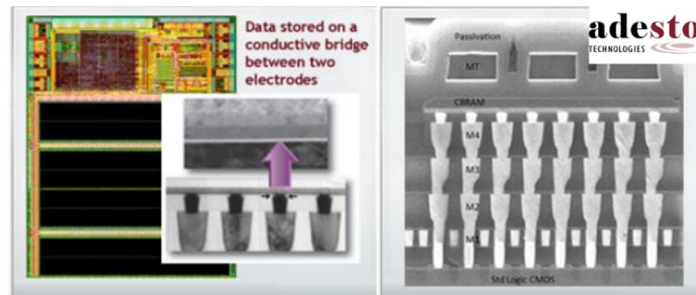 Data stored on a
conductive bridge
between two
electrodes
adesto
TECHNOLOGIES
Passivation
MT
CBRAM
M4
M3
M2
M1
Std Logic CMOS